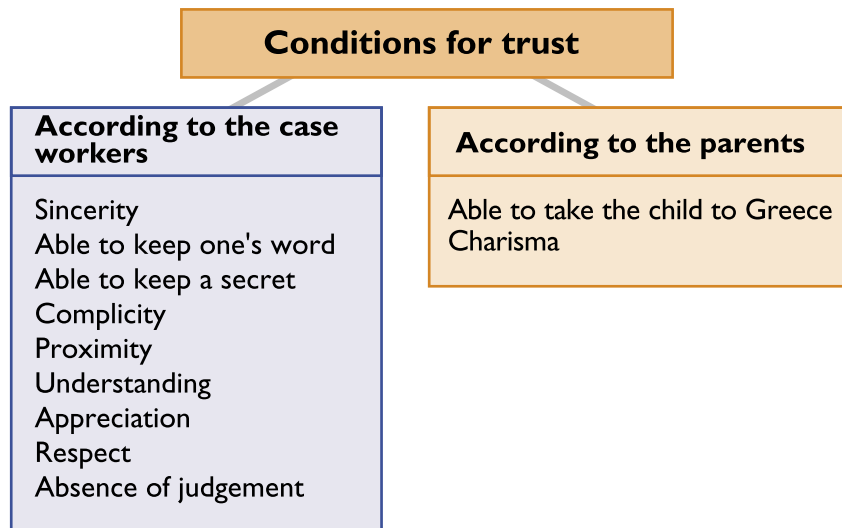 Conditions for trust
According to the case
workers
Sincerity
Able to keep one's word
Able to keep a secret
Complicity
Proximity
Understanding
Appreciation
Respect
Absence of judgement
According to the parents
Able to take the child to Greece
Charisma